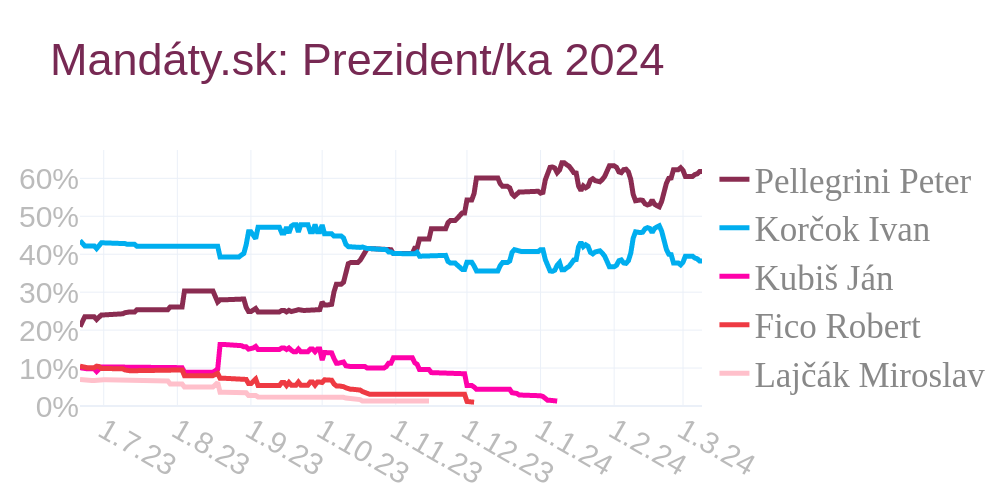 Mandáty.sk: Prezident/ka 2024
60%
50%
40%
30%
20%
10%
0%
1.7.23
1.8.23
1.9.23
1.10.23
1.11.23
1.12.23
1.1.24
1.2.24
1.3.24
Pellegrini Peter
Korčok Ivan
Kubiš Ján
Fico Robert
Lajčák Miroslav